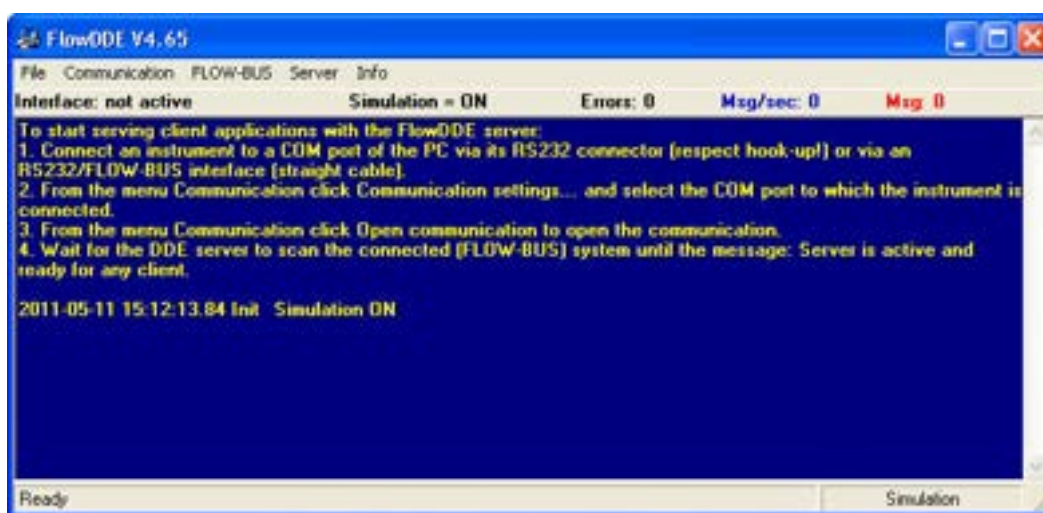 FlowDDE V4.65
File Communication FLOW-BUS Server Info
Interface: not active Simulation = ON Errors: 0 Msg/sec: 0 Msg: 0
To start serving client applications with the FlowDDE server:
1. Connect an instrument to a COM port of the PC via its RS232 connector (respect hook-up!) or via an
RS232/FLOW-BUS interface (straight cable).
2. From the menu Communication click Communication settings... and select the COM port to which the instrument is
connected.
3. From the menu Communication click Open communication to open the communication.
4. Wait for the DDE server to scan the connected (FLOW-BUS) system until the message: Server is active and
ready for any client.
2011-05-11 15:12:13.84 Init Simulation ON
Ready Simulation